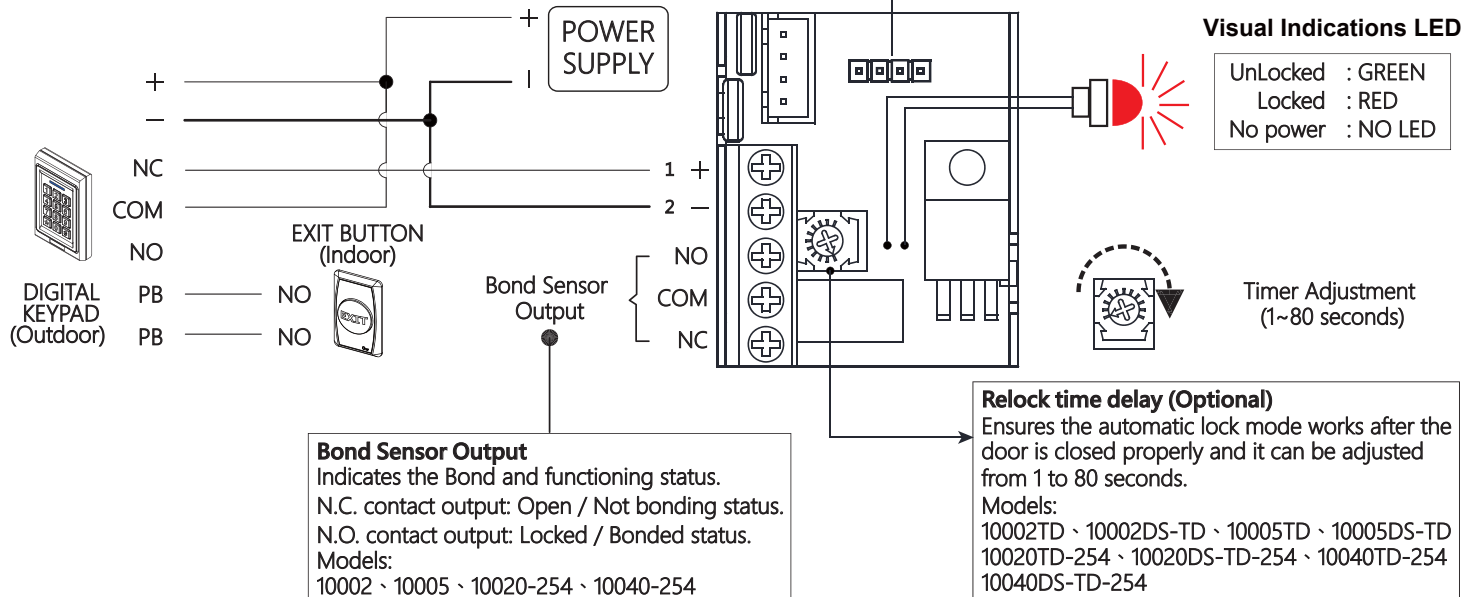 +
POWER
SUPPLY
−
+
−
NC
COM
NO
PB
PB
DIGITAL
KEYPAD
(Outdoor)
EXIT BUTTON
(Indoor)
NO
NO
EXIT
1 +
2 −
NO
COM
NC
Bond Sensor
Output
Visual Indications LED
UnLocked : GREEN
Locked : RED
No power : NO LED
Timer Adjustment
(1~80 seconds)
Bond Sensor Output
Indicates the Bond and functioning status.
N.C. contact output: Open / Not bonding status.
N.O. contact output: Locked / Bonded status.
Models:
10002、10005、10020-254、10040-254
Relock time delay (Optional)
Ensures the automatic lock mode works after the
door is closed properly and it can be adjusted
from 1 to 80 seconds.
Models:
10002TD、10002DS-TD、10005TD、10005DS-TD
10020TD-254、10020DS-TD-254、10040TD-254
10040DS-TD-254